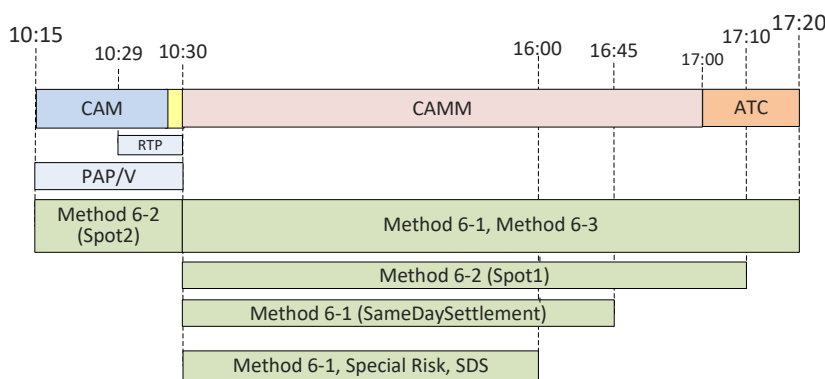 10:15
10:29
10:30
16:00
16:45
17:00
17:10
17:20
CAM
CAMM
ATC
RTP
PAP/V
Method 6-2
(Spot2)
Method 6-1, Method 6-3
Method 6-2 (Spot1)
Method 6-1 (SameDaySettlement)
Method 6-1, Special Risk, SDS